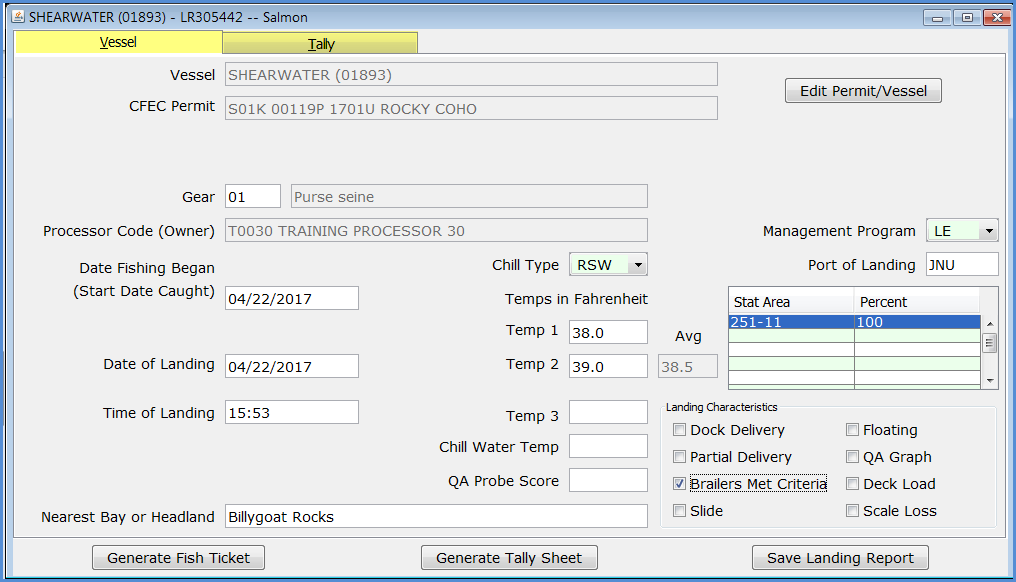 SHEARWATER (01893) - LR305442 -- Salmon
Vessel Tally
Vessel SHEARWATER (01893)
Edit Permit/Vessel
CFEC Permit S01K 00119P 1701U ROCKY COHO
Gear 01 Purse seine
Processor Code (Owner) T0030 TRAINING PROCESSOR 30
Management Program LE
Date Fishing Began
(Start Date Caught) 04/22/2017
Chill Type RSW
Port of Landing JNU
Temps in Fahrenheit
Stat Area Percent
251-11 100
Temp 1 38.0
Avg
Date of Landing 04/22/2017
Temp 2 39.0 38.5
Time of Landing 15:53
Temp 3
Chill Water Temp
QA Probe Score
Landing Characteristics
Dock Delivery Floating
Partial Delivery QA Graph
Brailers Met Criteria Deck Load
Slide Scale Loss
Nearest Bay or Headland Billygoat Rocks
Generate Fish Ticket Generate Tally Sheet Save Landing Report